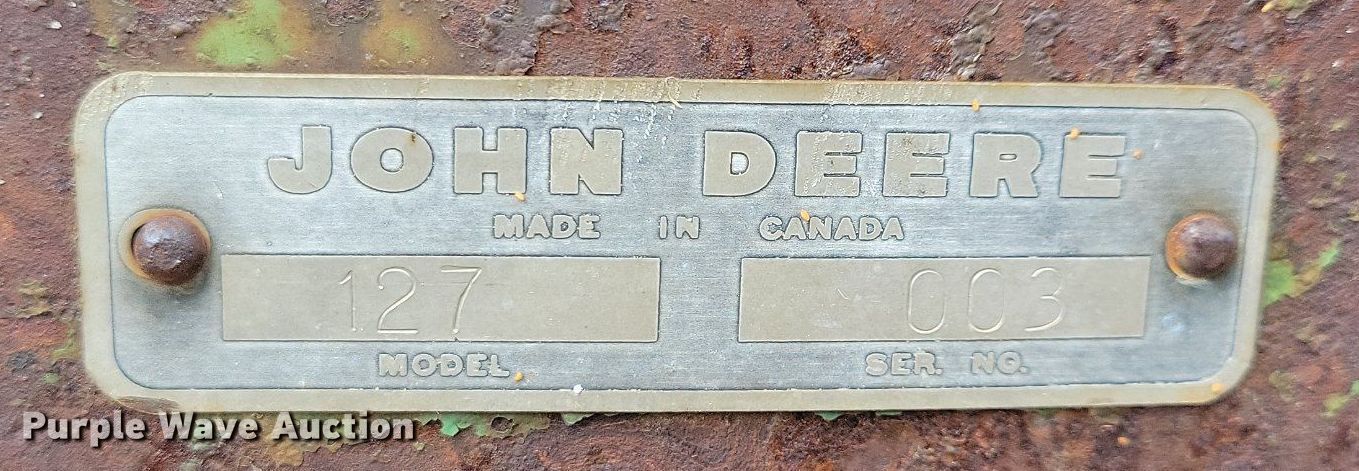 JOHN DEERE
MADE IN CANADA
127 003
MODEL SER. NO.
Purple Wave Auction